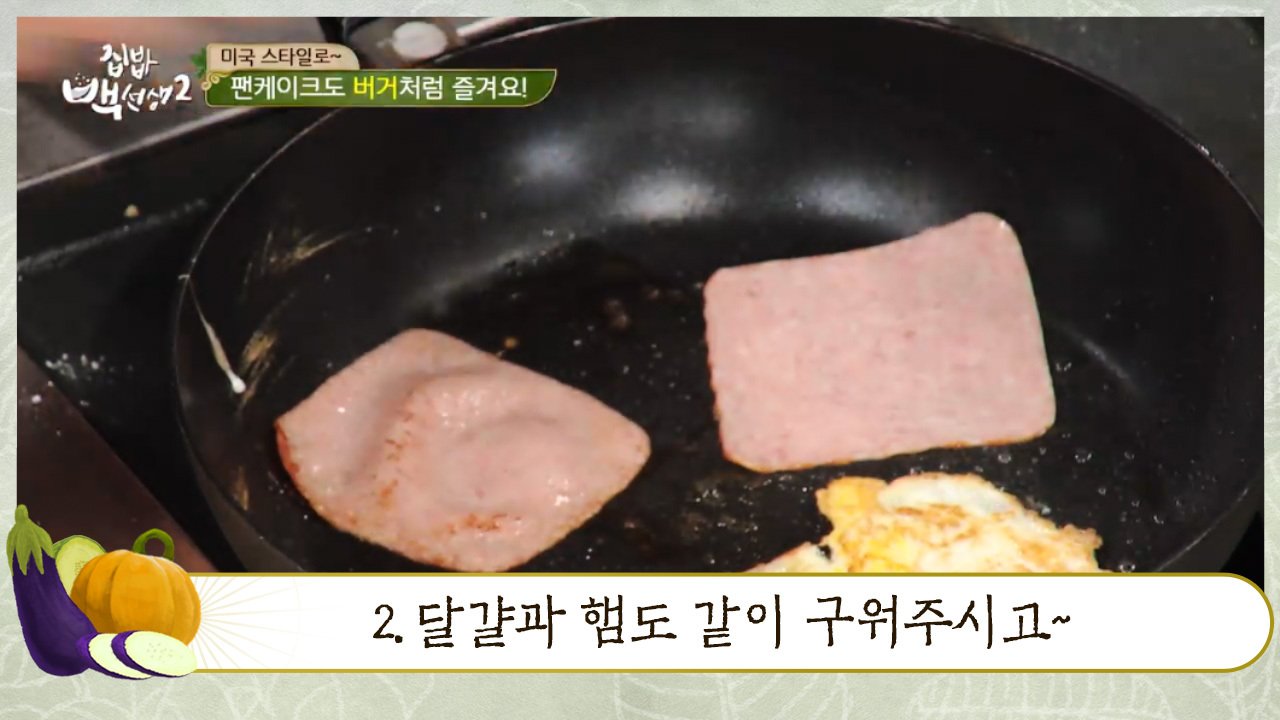 집밥
백선생2
미국 스타일로~
팬케이크도 버거처럼 즐겨요!
2. 달걀과 햄도 같이 구워주시고~